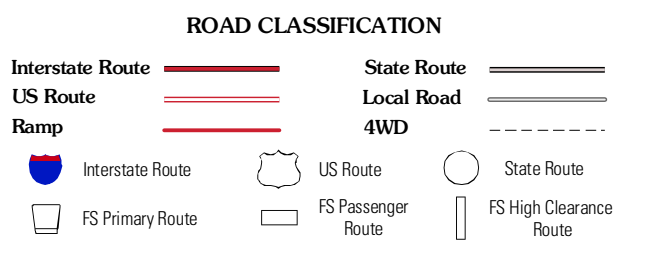 ROAD CLASSIFICATION
Interstate Route
State Route
US Route
Local Road
Ramp
4WD
Interstate Route
US Route
State Route
FS Primary Route
FS Passenger
Route
FS High Clearance
Route